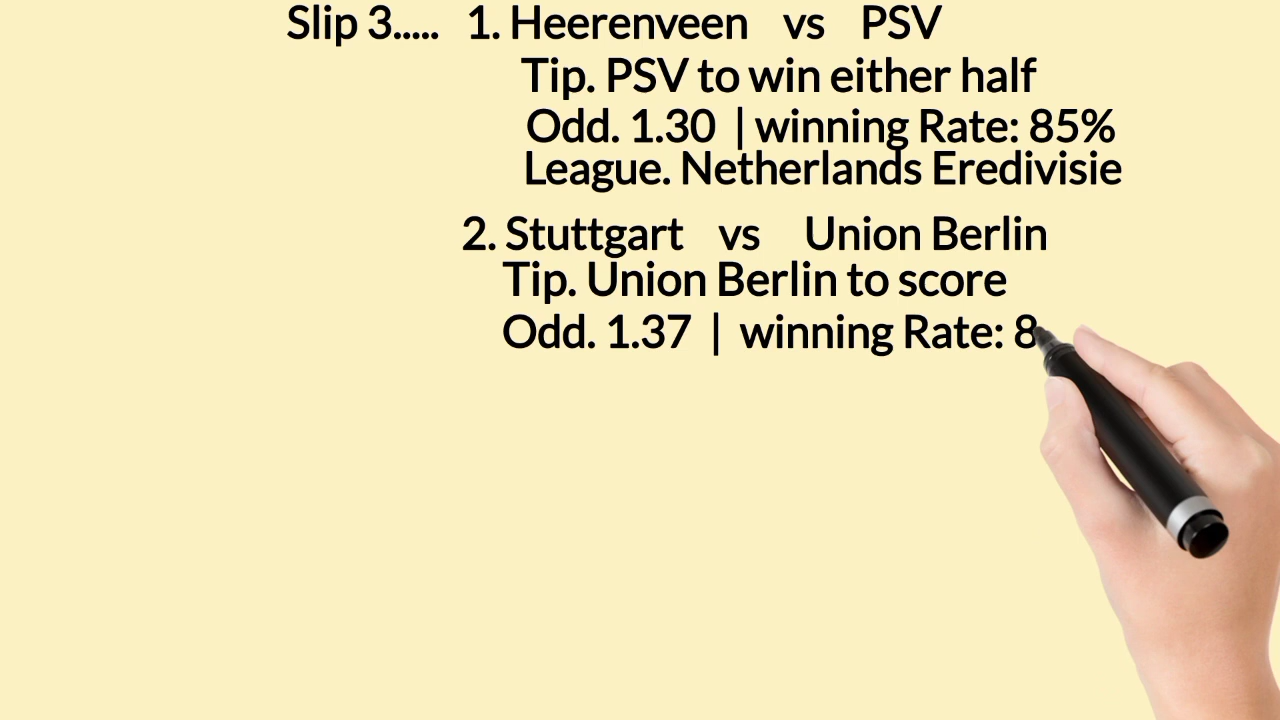 Slip 3..... 1. Heerenveen vs PSV
Tip. PSV to win either half
Odd. 1.30 | winning Rate: 85%
League. Netherlands Eredivisie
2. Stuttgart vs Union Berlin
Tip. Union Berlin to score
Odd. 1.37 | winning Rate: 8